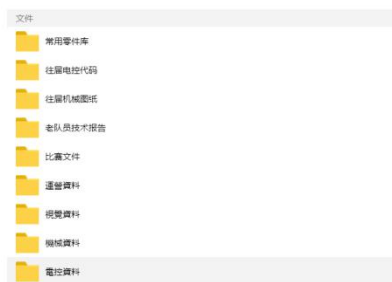 文件
常用零件库
往届电控代码
往届机械图纸
老队员技术报告
比赛文件
運營資料
視覺資料
機械資料
電控資料